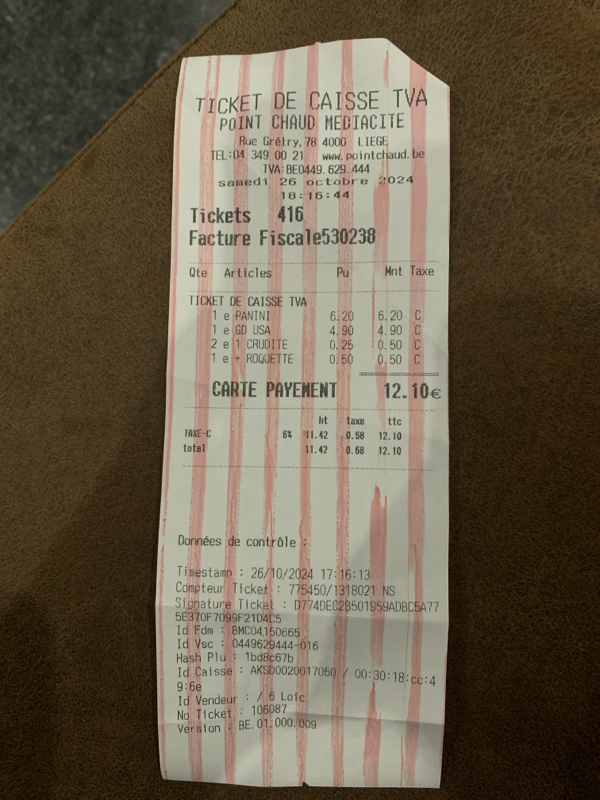 TICKET DE CAISSE TVA
POINT CHAUD MEDIACITE
Rue Grétry,78 4000 LIEGE
TEL:04 349 00 21 www.pointchaud.be
TVA:BE0449.629.444
samedi 26 octobre 2024
18:16:44
Tickets 416
Facture Fiscale530238
Qte Articles Pu Mnt Taxe
TICKET DE CAISSE TVA
1 e PANINI 6.20 6.20 C
1 e GD USA 4.90 4.90 C
2 e 1 CRUDITE 0.25 0.50 C
1 e + ROQUETTE 0.50 0.50 C
CARTE PAYEMENT 12.10€
ht taxe ttc
TAXE-C 6% 11.42 0.68 12.10
total 11.42 0.68 12.10
Données de contrôle :
Timestamp : 26/10/2024 17:16:13
Compteur Ticket : 775450/1318021 NS
Signature Ticket : D774DEC2B501959ADBC5A77
5E370F7099F21D4C5
Id Fdm : BMC04150665
Id Vsc : 0449629444-016
Hash Plu : 1bd8c67b
Id Caisse : AKSD0020017060 / 00:30:18:cc:4
9:6e
Id Vendeur : / 6 Loic
No Ticket : 106087
Version : BE.01.000.009